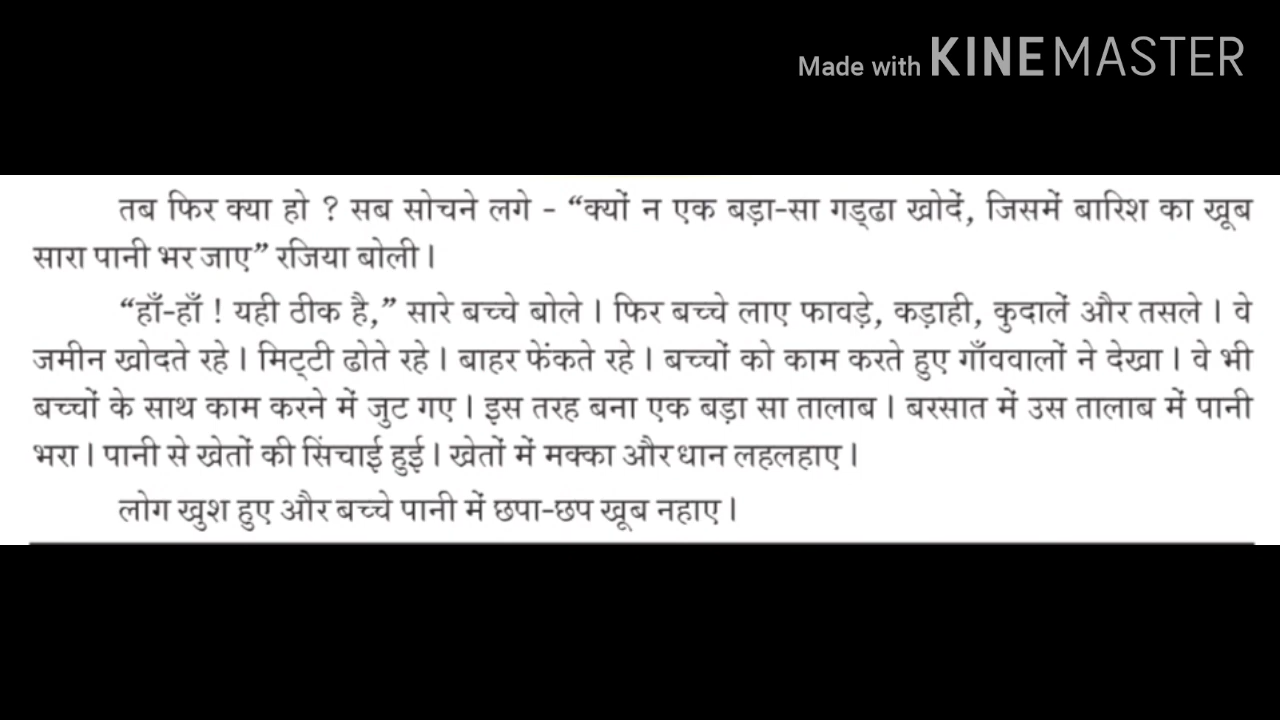 Made with KINEMASTER
तब फिर क्या हो ? सब सोचने लगे - “क्यों न एक बड़ा-सा गड्ढा खोदें, जिसमें बारिश का खूब
सारा पानी भर जाए” रजिया बोली ।
“हाँ-हाँ ! यही ठीक है,” सारे बच्चे बोले । फिर बच्चे लाए फावड़े, कड़ाही, कुदालें और तसले । वे
जमीन खोदते रहे । मिट्टी ढोते रहे । बाहर फेंकते रहे । बच्चों को काम करते हुए गाँववालों ने देखा । वे भी
बच्चों के साथ काम करने में जुट गए । इस तरह बना एक बड़ा सा तालाब । बरसात में उस तालाब में पानी
भरा । पानी से खेतों की सिंचाई हुई । खेतों में मक्का और धान लहलहाए ।
लोग खुश हुए और बच्चे पानी में छपा-छप खूब नहाए ।